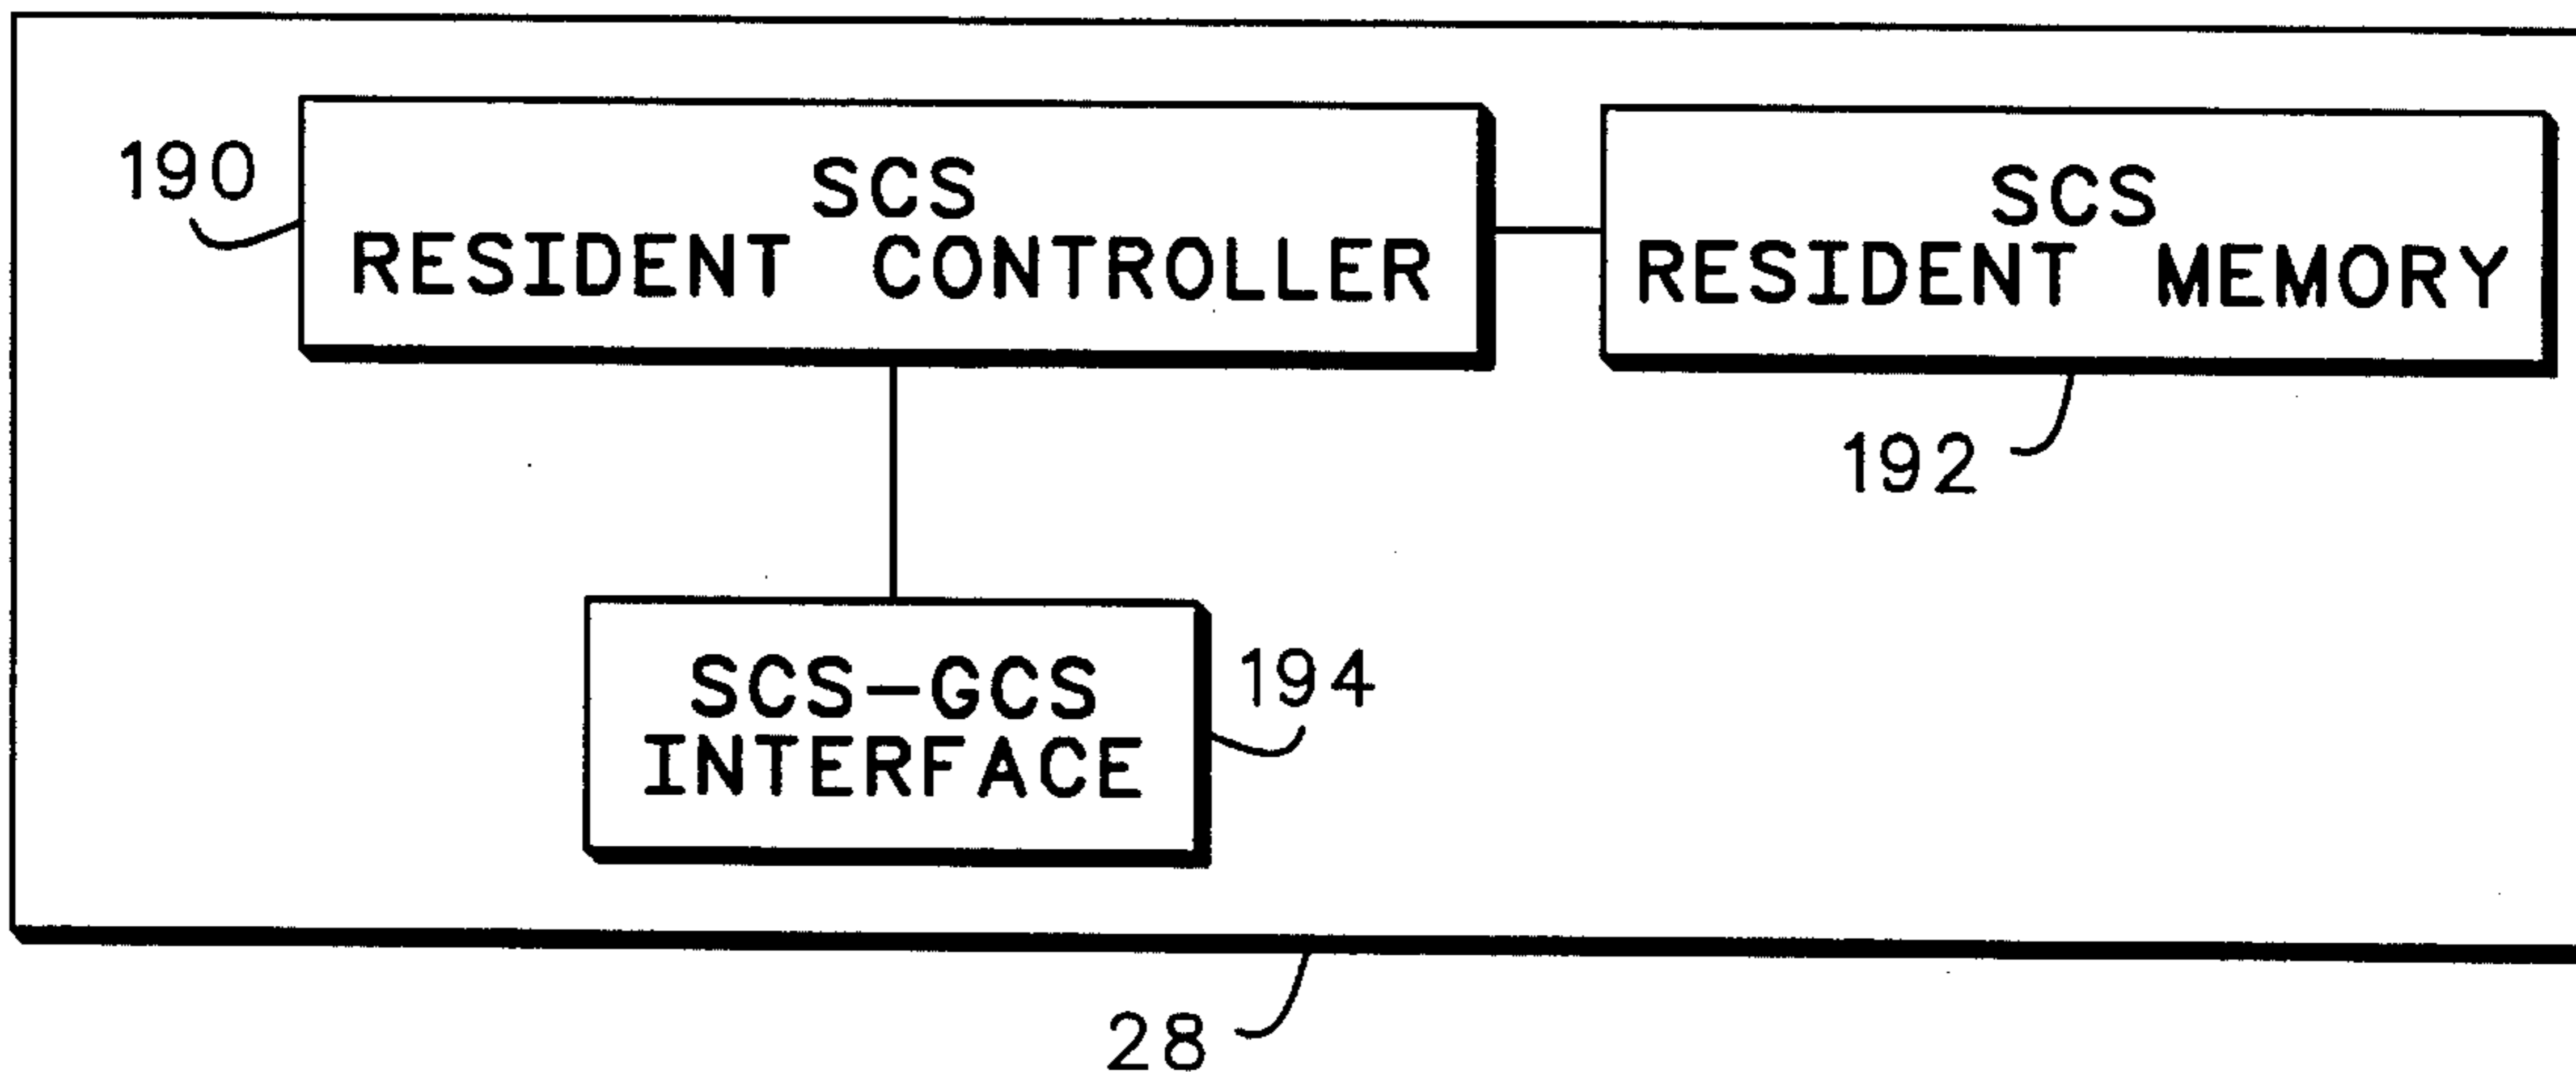 190
SCS
RESIDENT CONTROLLER
SCS
RESIDENT MEMORY
192
SCS-GCS
INTERFACE
194
28